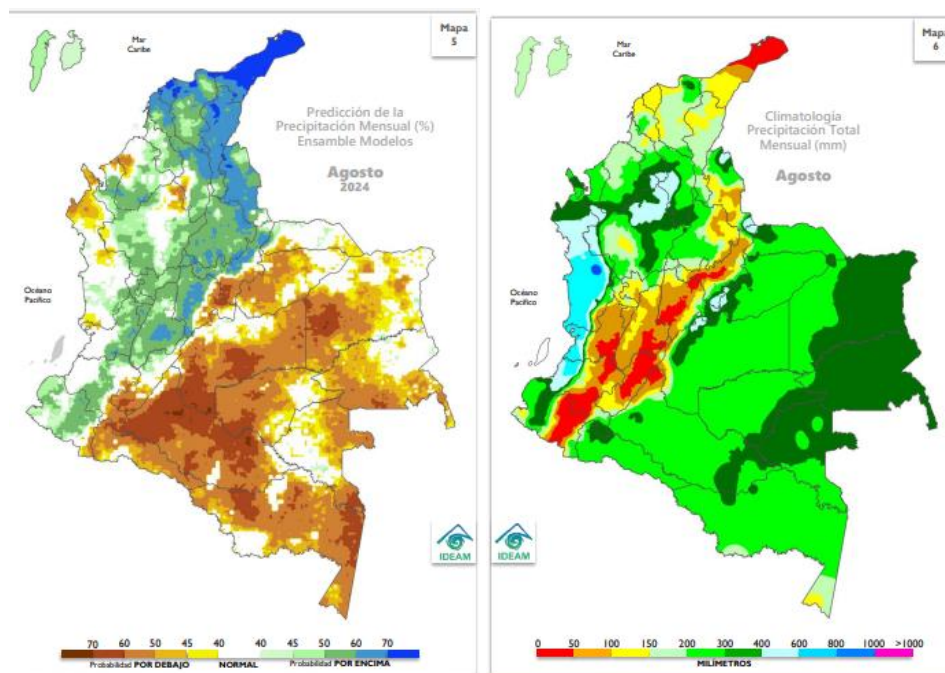 Mapa
5
Mar
Caribe
Predicción de la
Precipitación Mensual (%)
Ensamble Modelos
Agosto
2024
Océano
Pacífico
IDEAM
70 60 50 45 40 40 45 50 60 70
Probabilidad POR DEBAJO NORMAL Probabilidad POR ENCIMA
Mapa
6
Mar
Caribe
Climatología
Precipitación Total
Mensual (mm)
Agosto
Océano
Pacífico
IDEAM
0 50 100 150 200 300 400 600 800 1000 >1000
MILÍMETROS